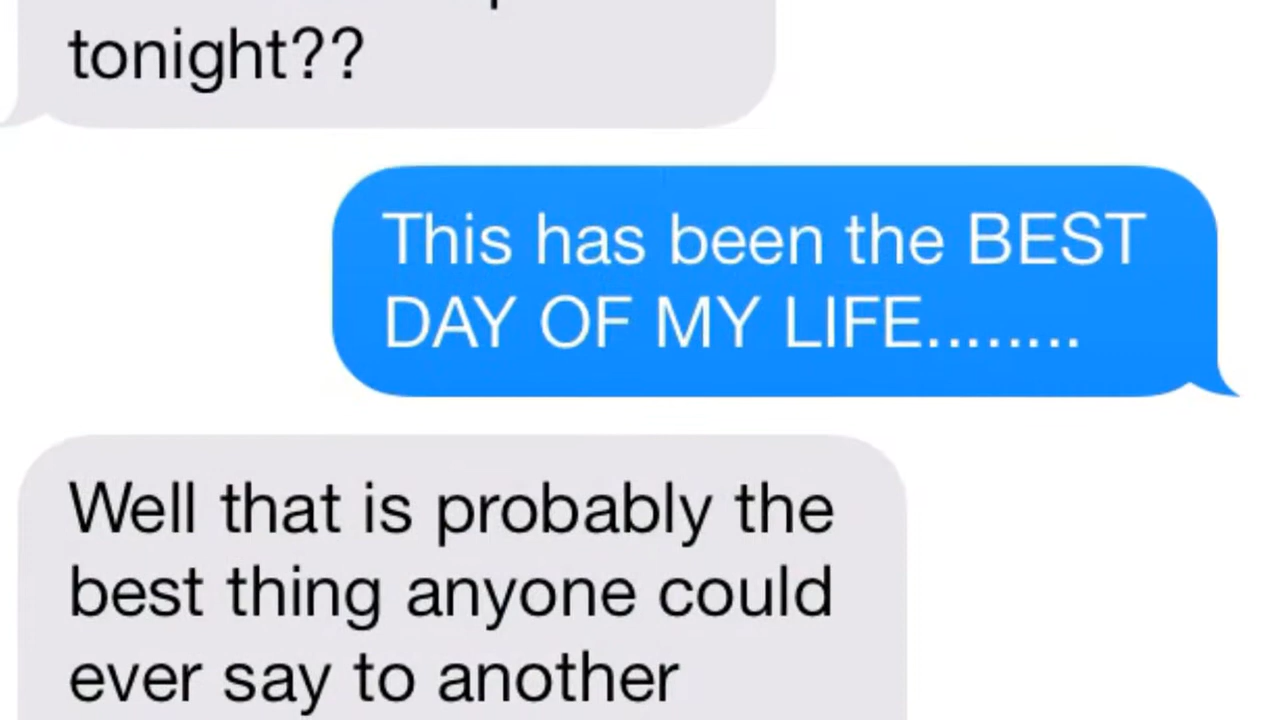 tonight??
This has been the BEST
DAY OF MY LIFE........
Well that is probably the
best thing anyone could
ever say to another